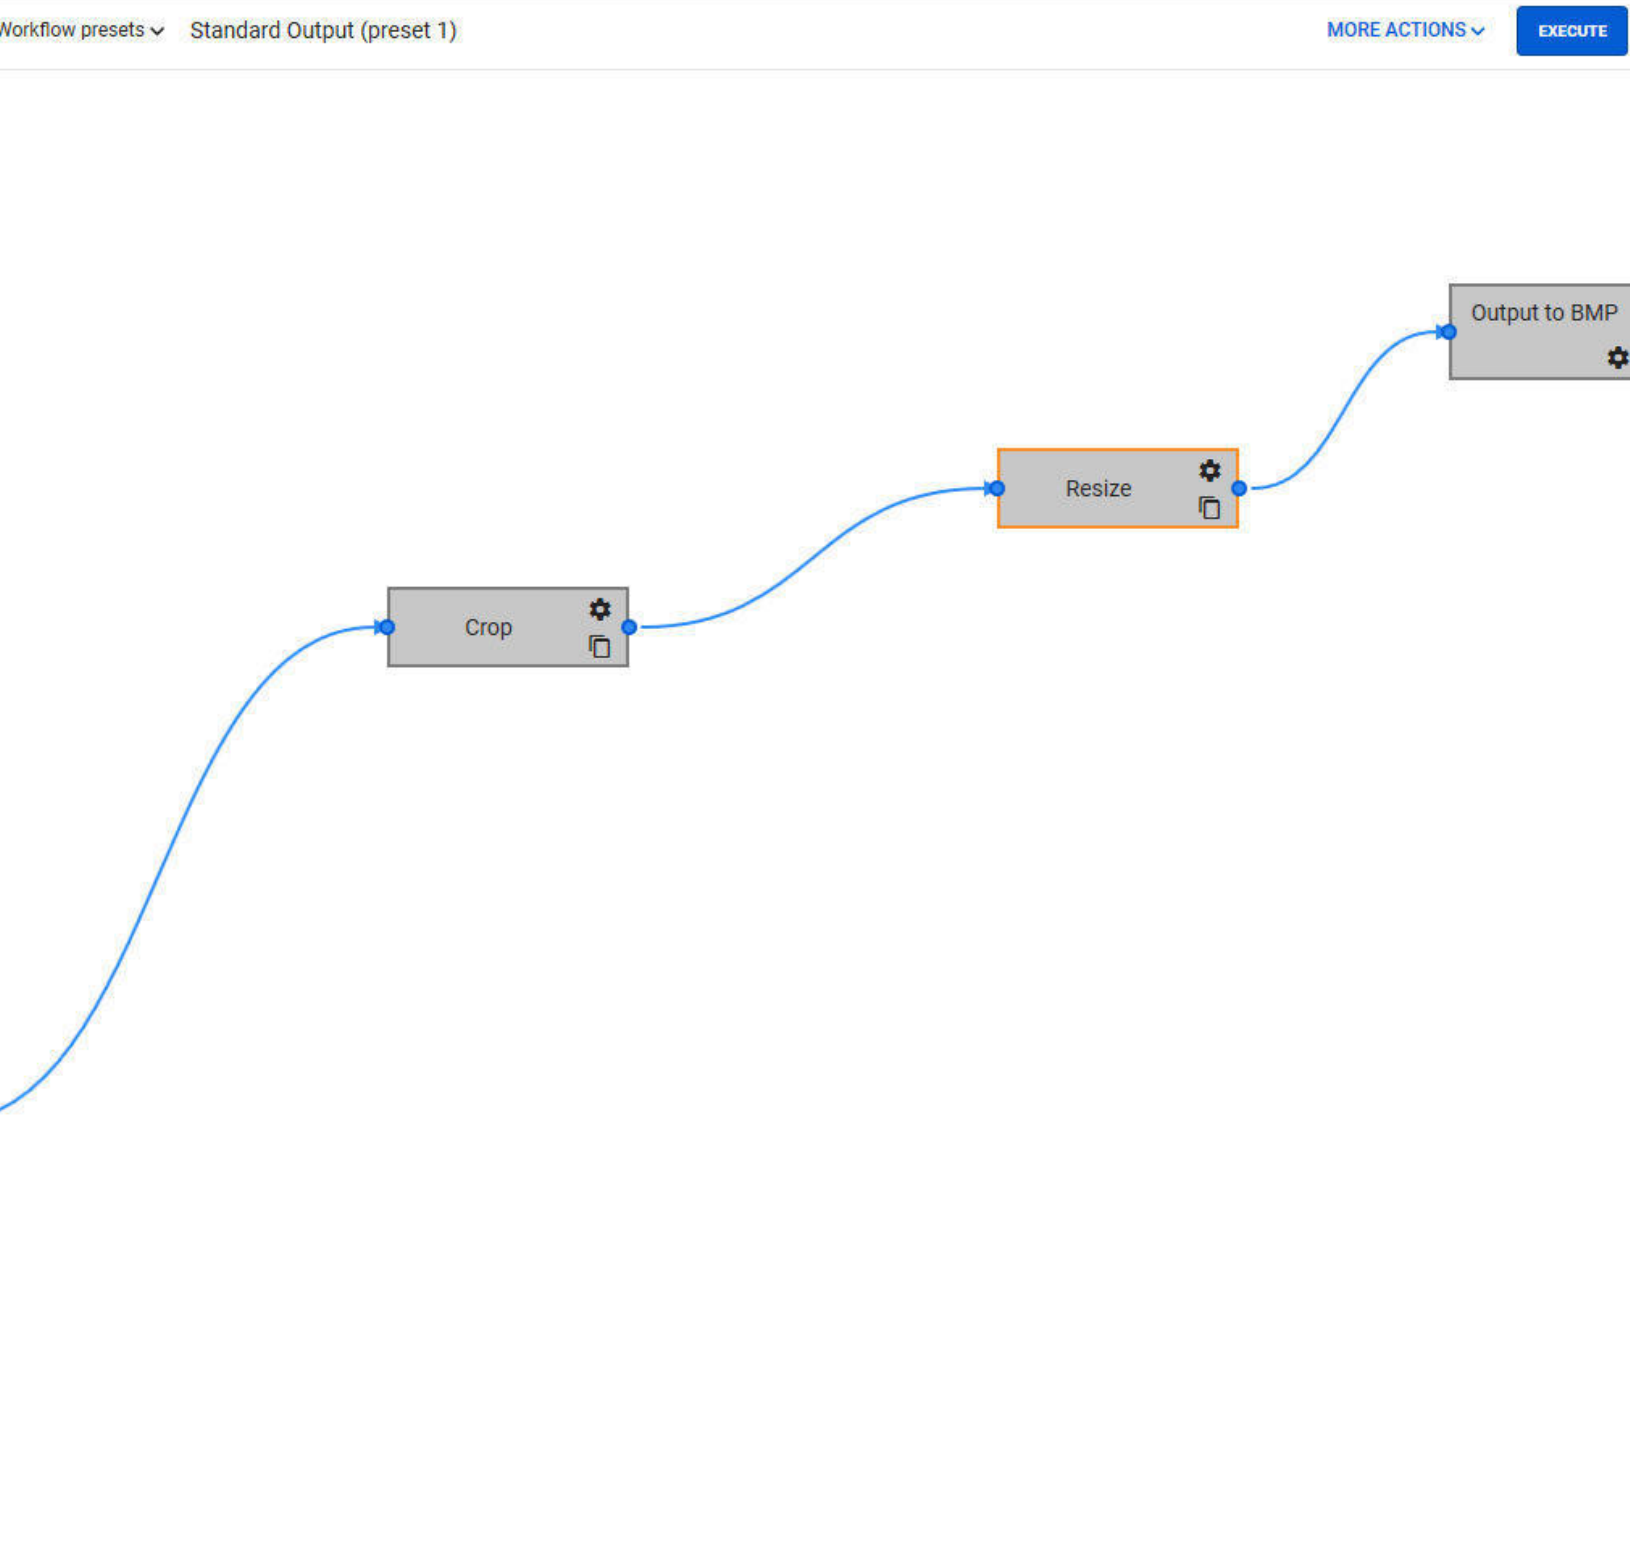 Workflow presets Standard Output (preset 1) MORE ACTIONS EXECUTE
Output to BMP
Resize
Crop